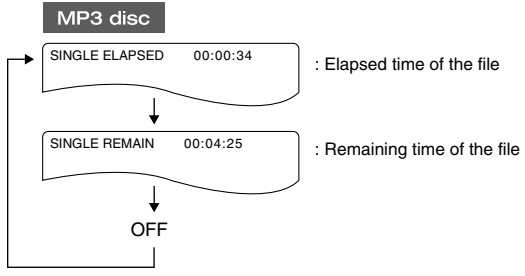 MP3 disc
SINGLE ELAPSED 00:00:34
: Elapsed time of the file
SINGLE REMAIN 00:04:25
: Remaining time of the file
OFF